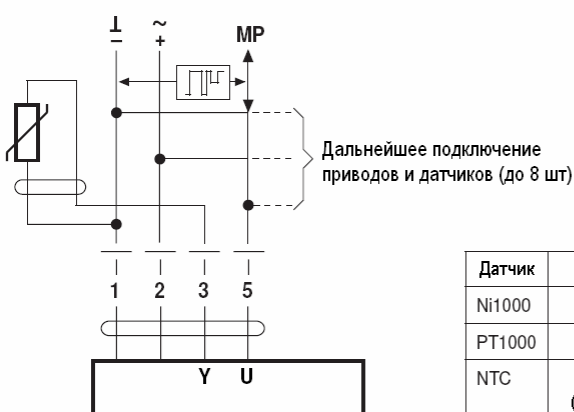 ⊥ ~
– + MP
Дальнейшее подключение
приводов и датчиков (до 8 шт)
1 2 3 5
Y U
Датчик
Ni1000
PT1000
NTC
(